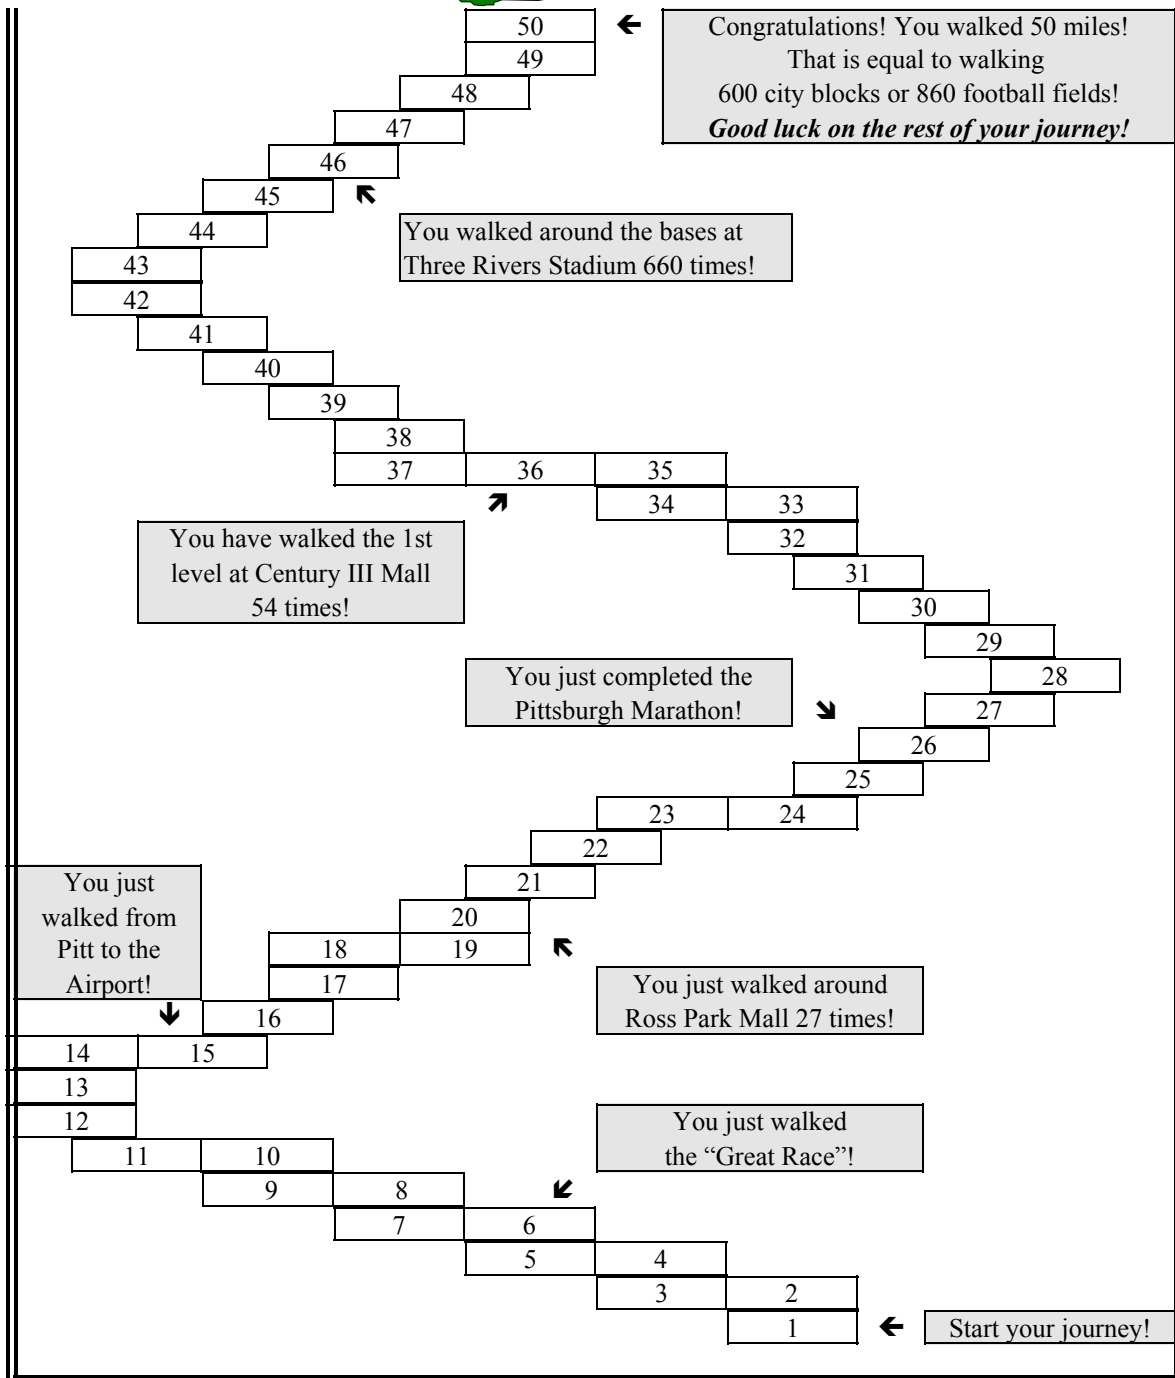 50
Congratulations! You walked 50 miles!
49
That is equal to walking
48
600 city blocks or 860 football fields!
47
Good luck on the rest of your journey!
46
45
44
You walked around the bases at
43
Three Rivers Stadium 660 times!
42
41
40
39
38
37 36 35
34 33
You have walked the 1st
32
level at Century III Mall
31
54 times!
30
29
You just completed the
28
Pittsburgh Marathon!
27
26
25
23 24
22
You just
21
walked from
20
Pitt to the
18 19
Airport!
17
You just walked around
16
Ross Park Mall 27 times!
14 15
13
12
You just walked
11 10
the “Great Race”!
9 8
7 6
5 4
3 2
1
Start your journey!